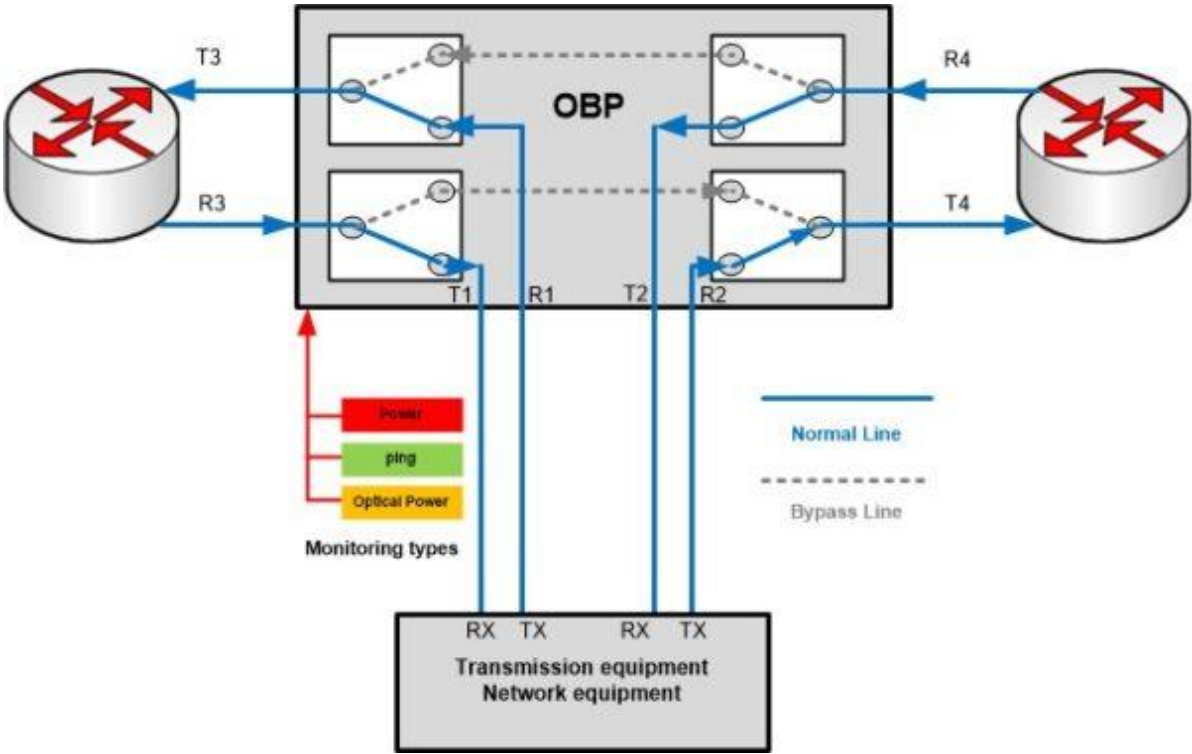 T3
R4
OBP
R3
T4
T1
R1
T2
R2
Power
ping
Optical Power
Monitoring types
Normal Line
Bypass Line
RX
TX
RX
TX
Transmission equipment
Network equipment